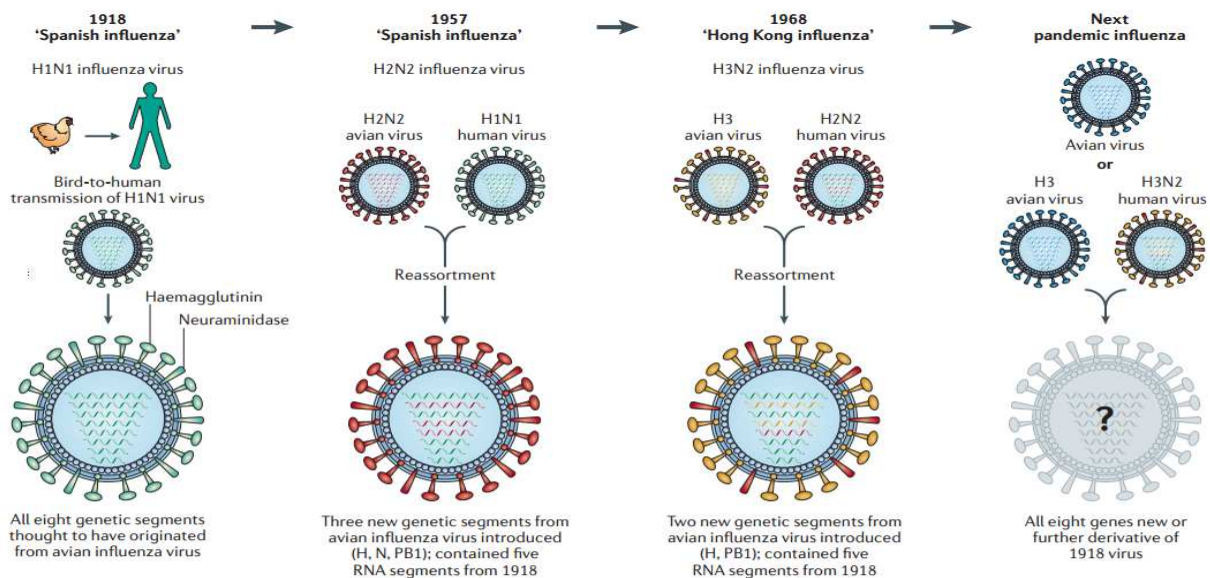 1918
'Spanish influenza'
H1N1 influenza virus
Bird-to-human
transmission of H1N1 virus
Haemagglutinin
Neuraminidase
All eight genetic segments
thought to have originated
from avian influenza virus
1957
'Spanish influenza'
H2N2 influenza virus
H2N2
avian virus
H1N1
human virus
Reassortment
Three new genetic segments from
avian influenza virus introduced
(H, N, PB1); contained five
RNA segments from 1918
1968
'Hong Kong influenza'
H3N2 influenza virus
H3
avian virus
H2N2
human virus
Reassortment
Two new genetic segments from
avian influenza virus introduced
(H, PB1); contained five
RNA segments from 1918
Next
pandemic influenza
Avian virus
or
H3
avian virus
H3N2
human virus
?
All eight genes new or
further derivative of
1918 virus